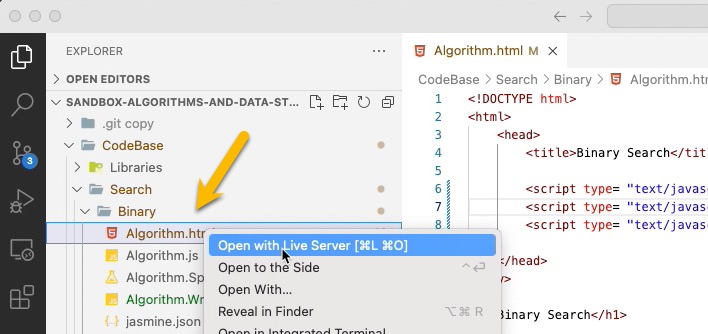 EXPLORER
OPEN EDITORS
SANDBOX-ALGORITHMS-AND-DATA-ST...
.git copy
CodeBase
Libraries
Search
Binary
Algorithm.ht
Algorithm.js
Algorithm.Sp
Algorithm.Wr
jasmine.json
3
Open with Live Server [⌘L ⌘O]
Open to the Side ^↩
Open With...
Reveal in Finder ⌥⌘ R
Open in Integrated Terminal
Algorithm.html M
CodeBase > Search > Binary > Algorithm.htm
1 <!DOCTYPE html>
2 <html>
3 <head>
4 <title>Binary Search</tit
5
6 <script type= "text/javas
7 <script type= "text/javas
8 <script type= "text/javas
/head>
y>
Binary Search</h1>